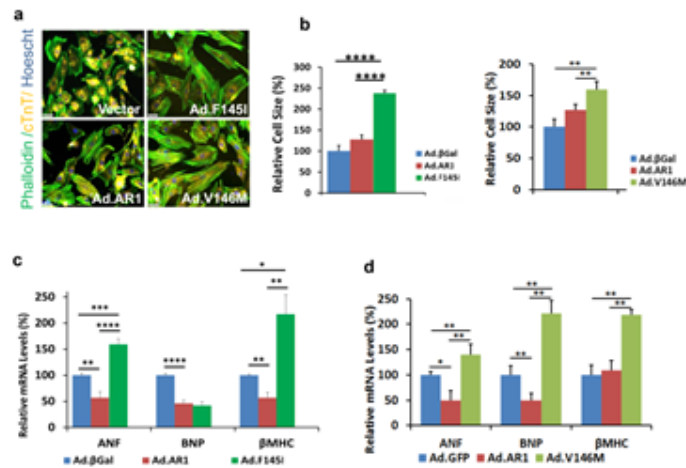 a
Phalloidin /cTnT/ Hoescht
Vector
Ad.F145I
Ad.AR1
Ad.V146M
b
Relative Cell Size (%)
300
250
200
150
100
50
0
****
****
Ad.βGal
Ad.AR1
Ad.F145I
Relative Cell Size (%)
200
150
100
50
0
**
**
Ad.βGal
Ad.AR1
Ad.V146M
c
Relative mRNA Levels (%)
250
200
150
100
50
0
***
****
**
****
*
**
**
ANF
BNP
βMHC
Ad.βGal
Ad.AR1
Ad.F145I
d
Relative mRNA Levels (%)
250
200
150
100
50
0
**
**
*
**
**
**
**
**
ANF
BNP
βMHC
Ad.GFP
Ad.AR1
Ad.V146M